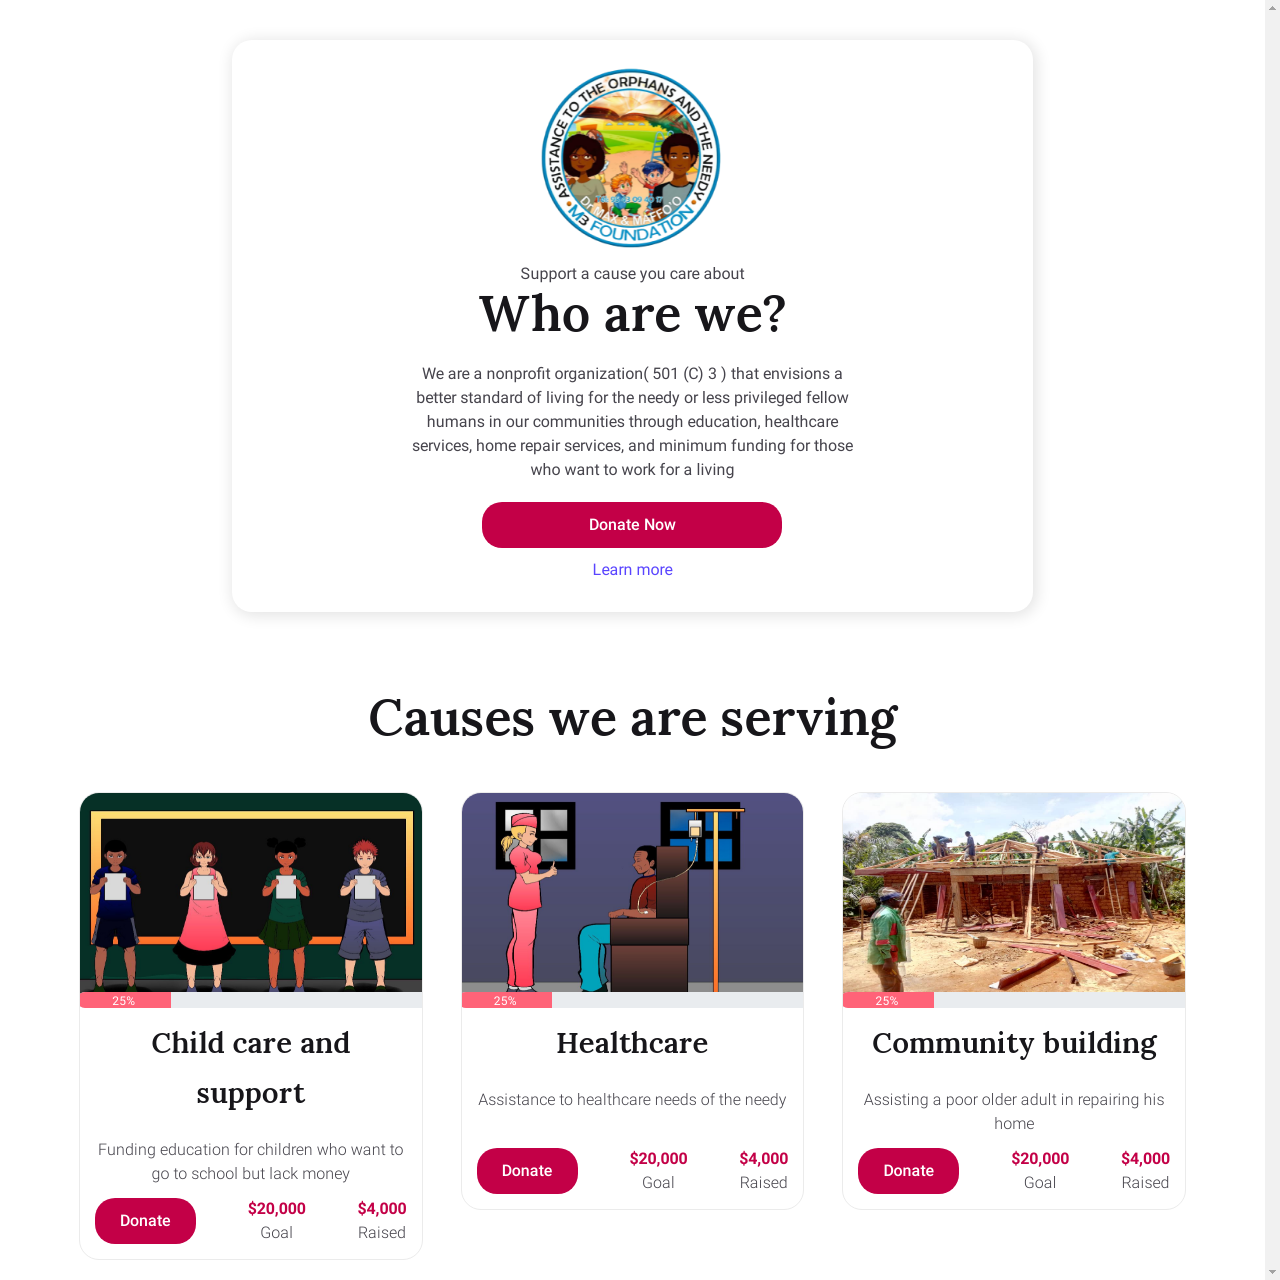 ASSISTANCE TO THE ORPHANS AND THE NEEDY
DR MAX & MAFFO'O
M3 FOUNDATION
Support a cause you care about
Who are we?
We are a nonprofit organization( 501 (C) 3 ) that envisions a
better standard of living for the needy or less privileged fellow
humans in our communities through education, healthcare
services, home repair services, and minimum funding for those
who want to work for a living
Donate Now
Learn more
Causes we are serving
25%
Child care and
support
Funding education for children who want to
go to school but lack money
Donate
$20,000
Goal
$4,000
Raised
25%
Healthcare
Assistance to healthcare needs of the needy
Donate
$20,000
Goal
$4,000
Raised
25%
Community building
Assisting a poor older adult in repairing his
home
Donate
$20,000
Goal
$4,000
Raised